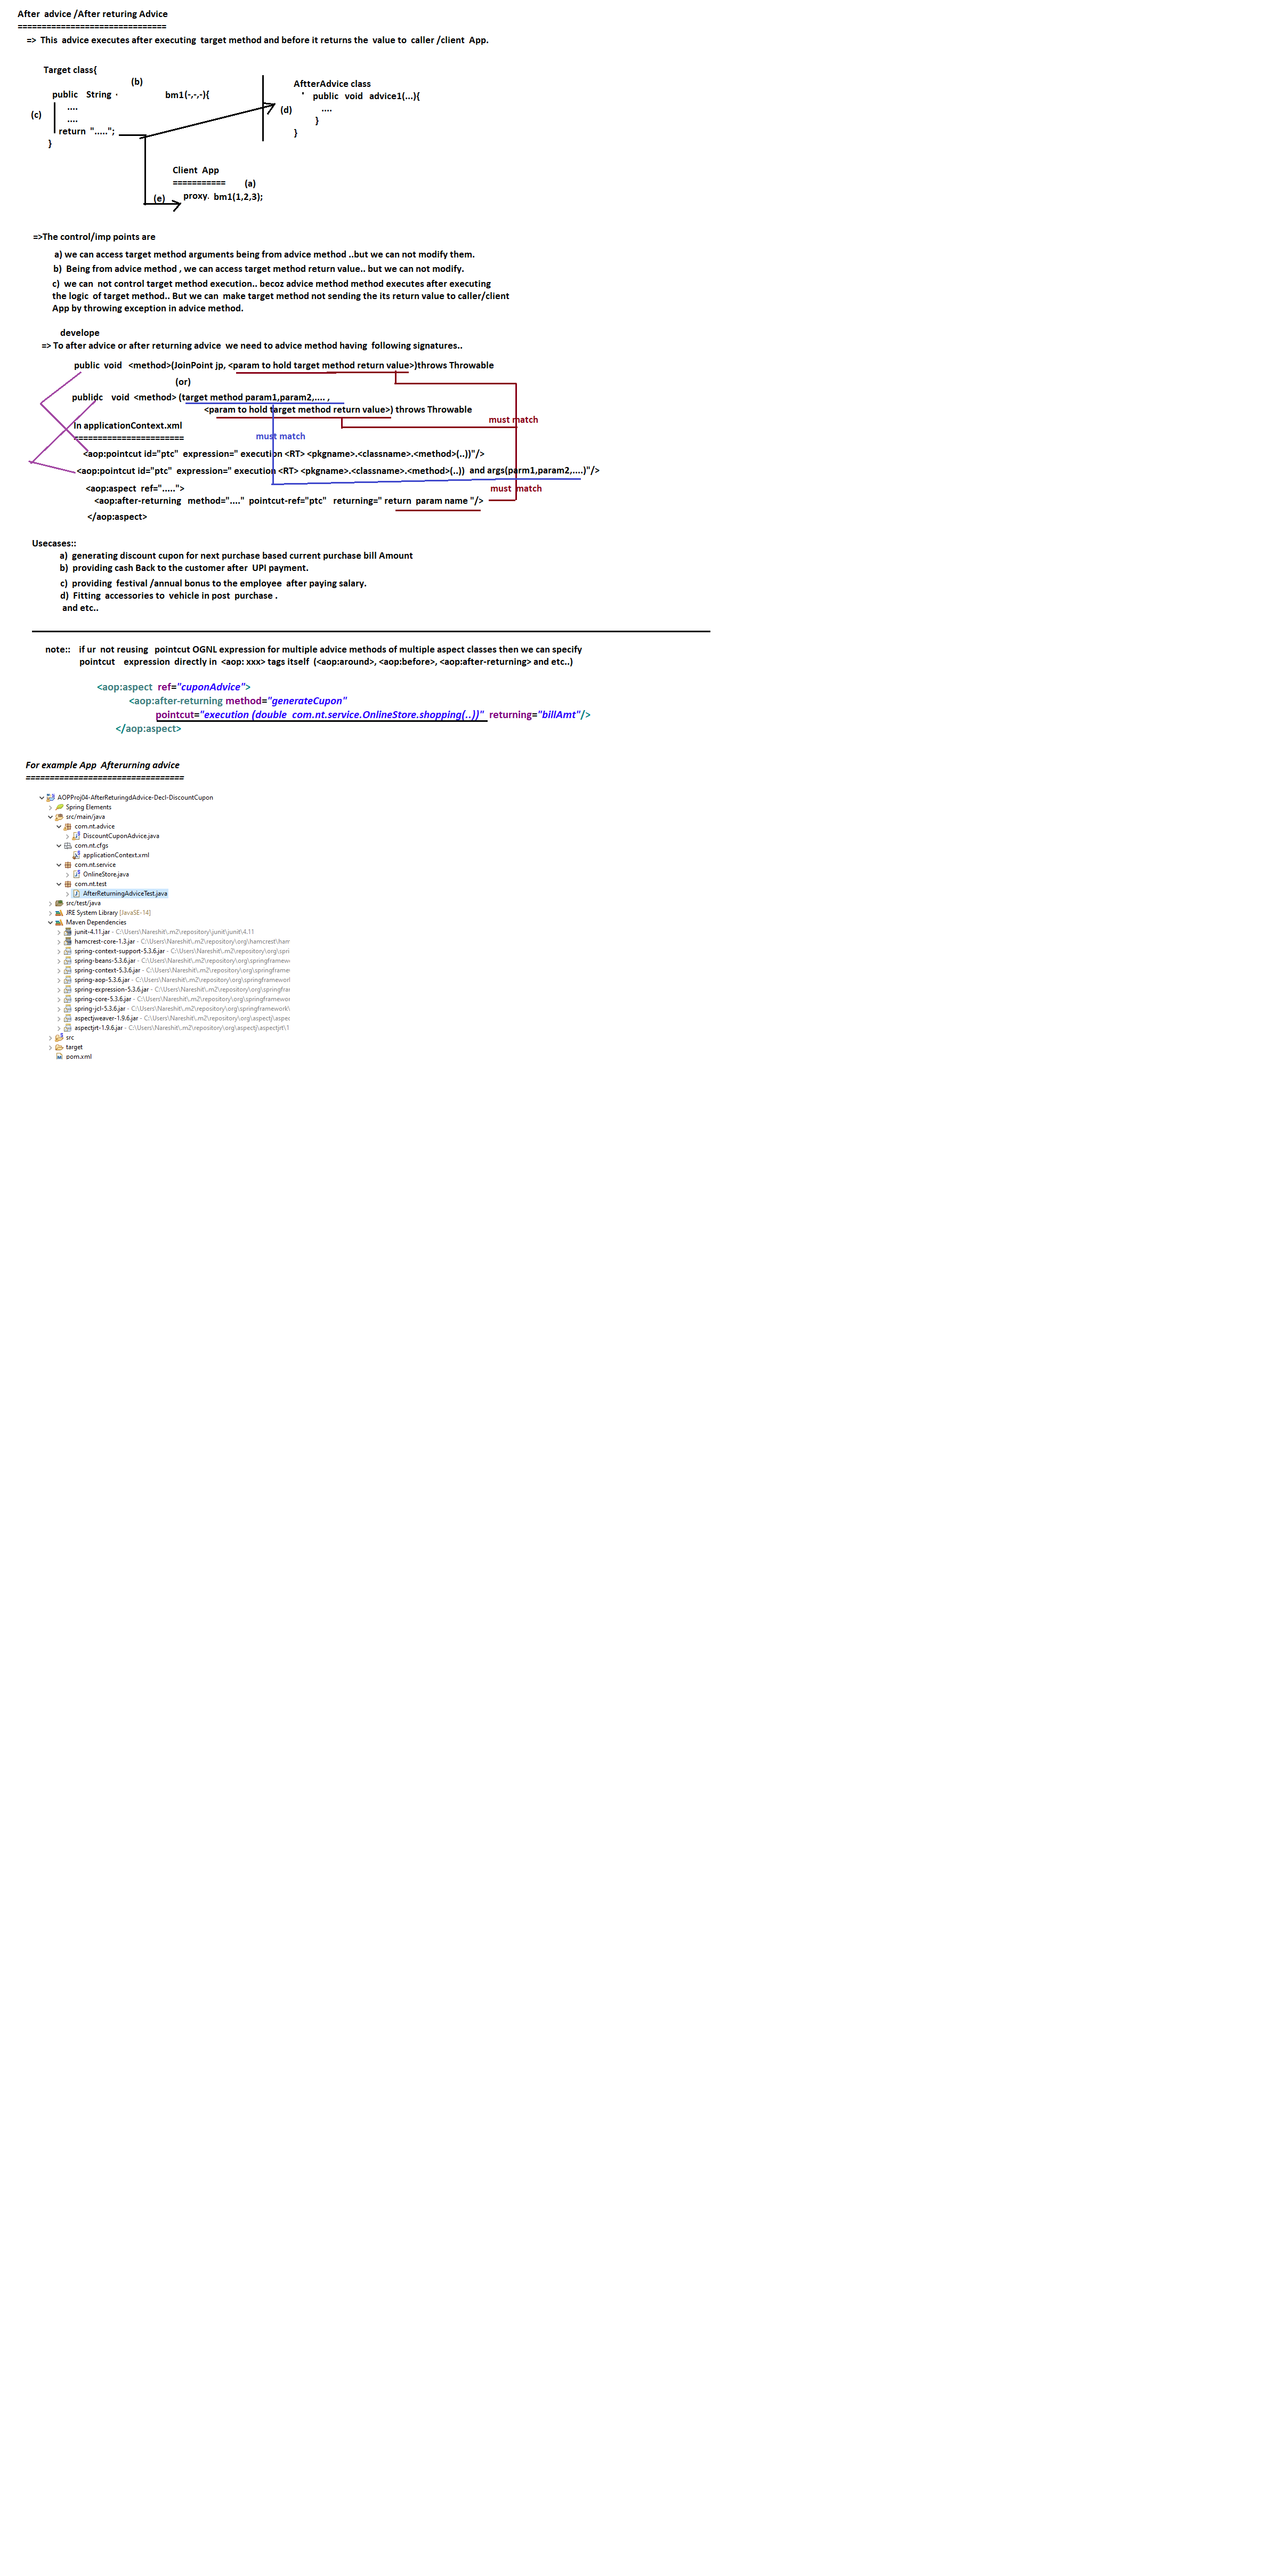 After advice /After returing Advice
===============================
=> This advice executes after executing target method and before it returns the value to caller /client App.
Target class{
(b)
public String bm1(-,-,-){
(c)
....
....
return ".....";
}
AftterAdvice class
public void advice1(...){
(d)
....
}
}
Client App
===========
(a)
(e)
proxy. bm1(1,2,3);
=>The control/imp points are
a) we can access target method arguments being from advice method ..but we can not modify them.
b) Being from advice method , we can access target method return value.. but we can not modify.
c) we can not control target method execution.. becoz advice method method executes after executing
the logic of target method.. But we can make target method not sending the its return value to caller/client
App by throwing exception in advice method.
develope
=> To after advice or after returning advice we need to advice method having following signatures..
public void <method>(JoinPoint jp, <param to hold target method return value>)throws Throwable
(or)
publidc void <method> (target method param1,param2,.... ,
<param to hold target method return value>) throws Throwable
must match
In applicationContext.xml
=======================
must match
<aop:pointcut id="ptc" expression=" execution <RT> <pkgname>.<classname>.<method>(..))"/>
<aop:pointcut id="ptc" expression=" execution <RT> <pkgname>.<classname>.<method>(..)) and args(parm1,param2,....)"/>
<aop:aspect ref=".....">
must match
<aop:after-returning method="...." pointcut-ref="ptc" returning=" return param name "/>
</aop:aspect>
Usecases::
a) generating discount cupon for next purchase based current purchase bill Amount
b) providing cash Back to the customer after UPI payment.
c) providing festival /annual bonus to the employee after paying salary.
d) Fitting accessories to vehicle in post purchase .
and etc..
note:: if ur not reusing pointcut OGNL expression for multiple advice methods of multiple aspect classes then we can specify
pointcut expression directly in <aop: xxx> tags itself (<aop:around>, <aop:before>, <aop:after-returning> and etc..)
<aop:aspect ref="cuponAdvice">
<aop:after-returning method="generateCupon"
pointcut="execution (double com.nt.service.OnlineStore.shopping(..))" returning="billAmt"/>
</aop:aspect>
For example App Afterurning advice
=================================
AOPProj04-AfterReturingdAdvice-Decl-DiscountCupon
Spring Elements
src/main/java
com.nt.advice
DiscountCuponAdvice.java
com.nt.cfgs
applicationContext.xml
com.nt.service
OnlineStore.java
com.nt.test
AfterReturningAdviceTest.java
src/test/java
JRE System Library [JavaSE-14]
Maven Dependencies
junit-4.11.jar - C:\Users\Nareshit\.m2\repository\junit\junit\4.11
hamcrest-core-1.3.jar - C:\Users\Nareshit\.m2\repository\org\hamcrest\ham
spring-context-support-5.3.6.jar - C:\Users\Nareshit\.m2\repository\org\spri
spring-beans-5.3.6.jar - C:\Users\Nareshit\.m2\repository\org\springframew
spring-context-5.3.6.jar - C:\Users\Nareshit\.m2\repository\org\springframe
spring-aop-5.3.6.jar - C:\Users\Nareshit\.m2\repository\org\springframework
spring-expression-5.3.6.jar - C:\Users\Nareshit\.m2\repository\org\springfra
spring-core-5.3.6.jar - C:\Users\Nareshit\.m2\repository\org\springframewor
spring-jcl-5.3.6.jar - C:\Users\Nareshit\.m2\repository\org\springframework\
aspectjweaver-1.9.6.jar - C:\Users\Nareshit\.m2\repository\org\aspectj\aspec
aspectjrt-1.9.6.jar - C:\Users\Nareshit\.m2\repository\org\aspectj\aspectjrt\1
src
target
pom.xml